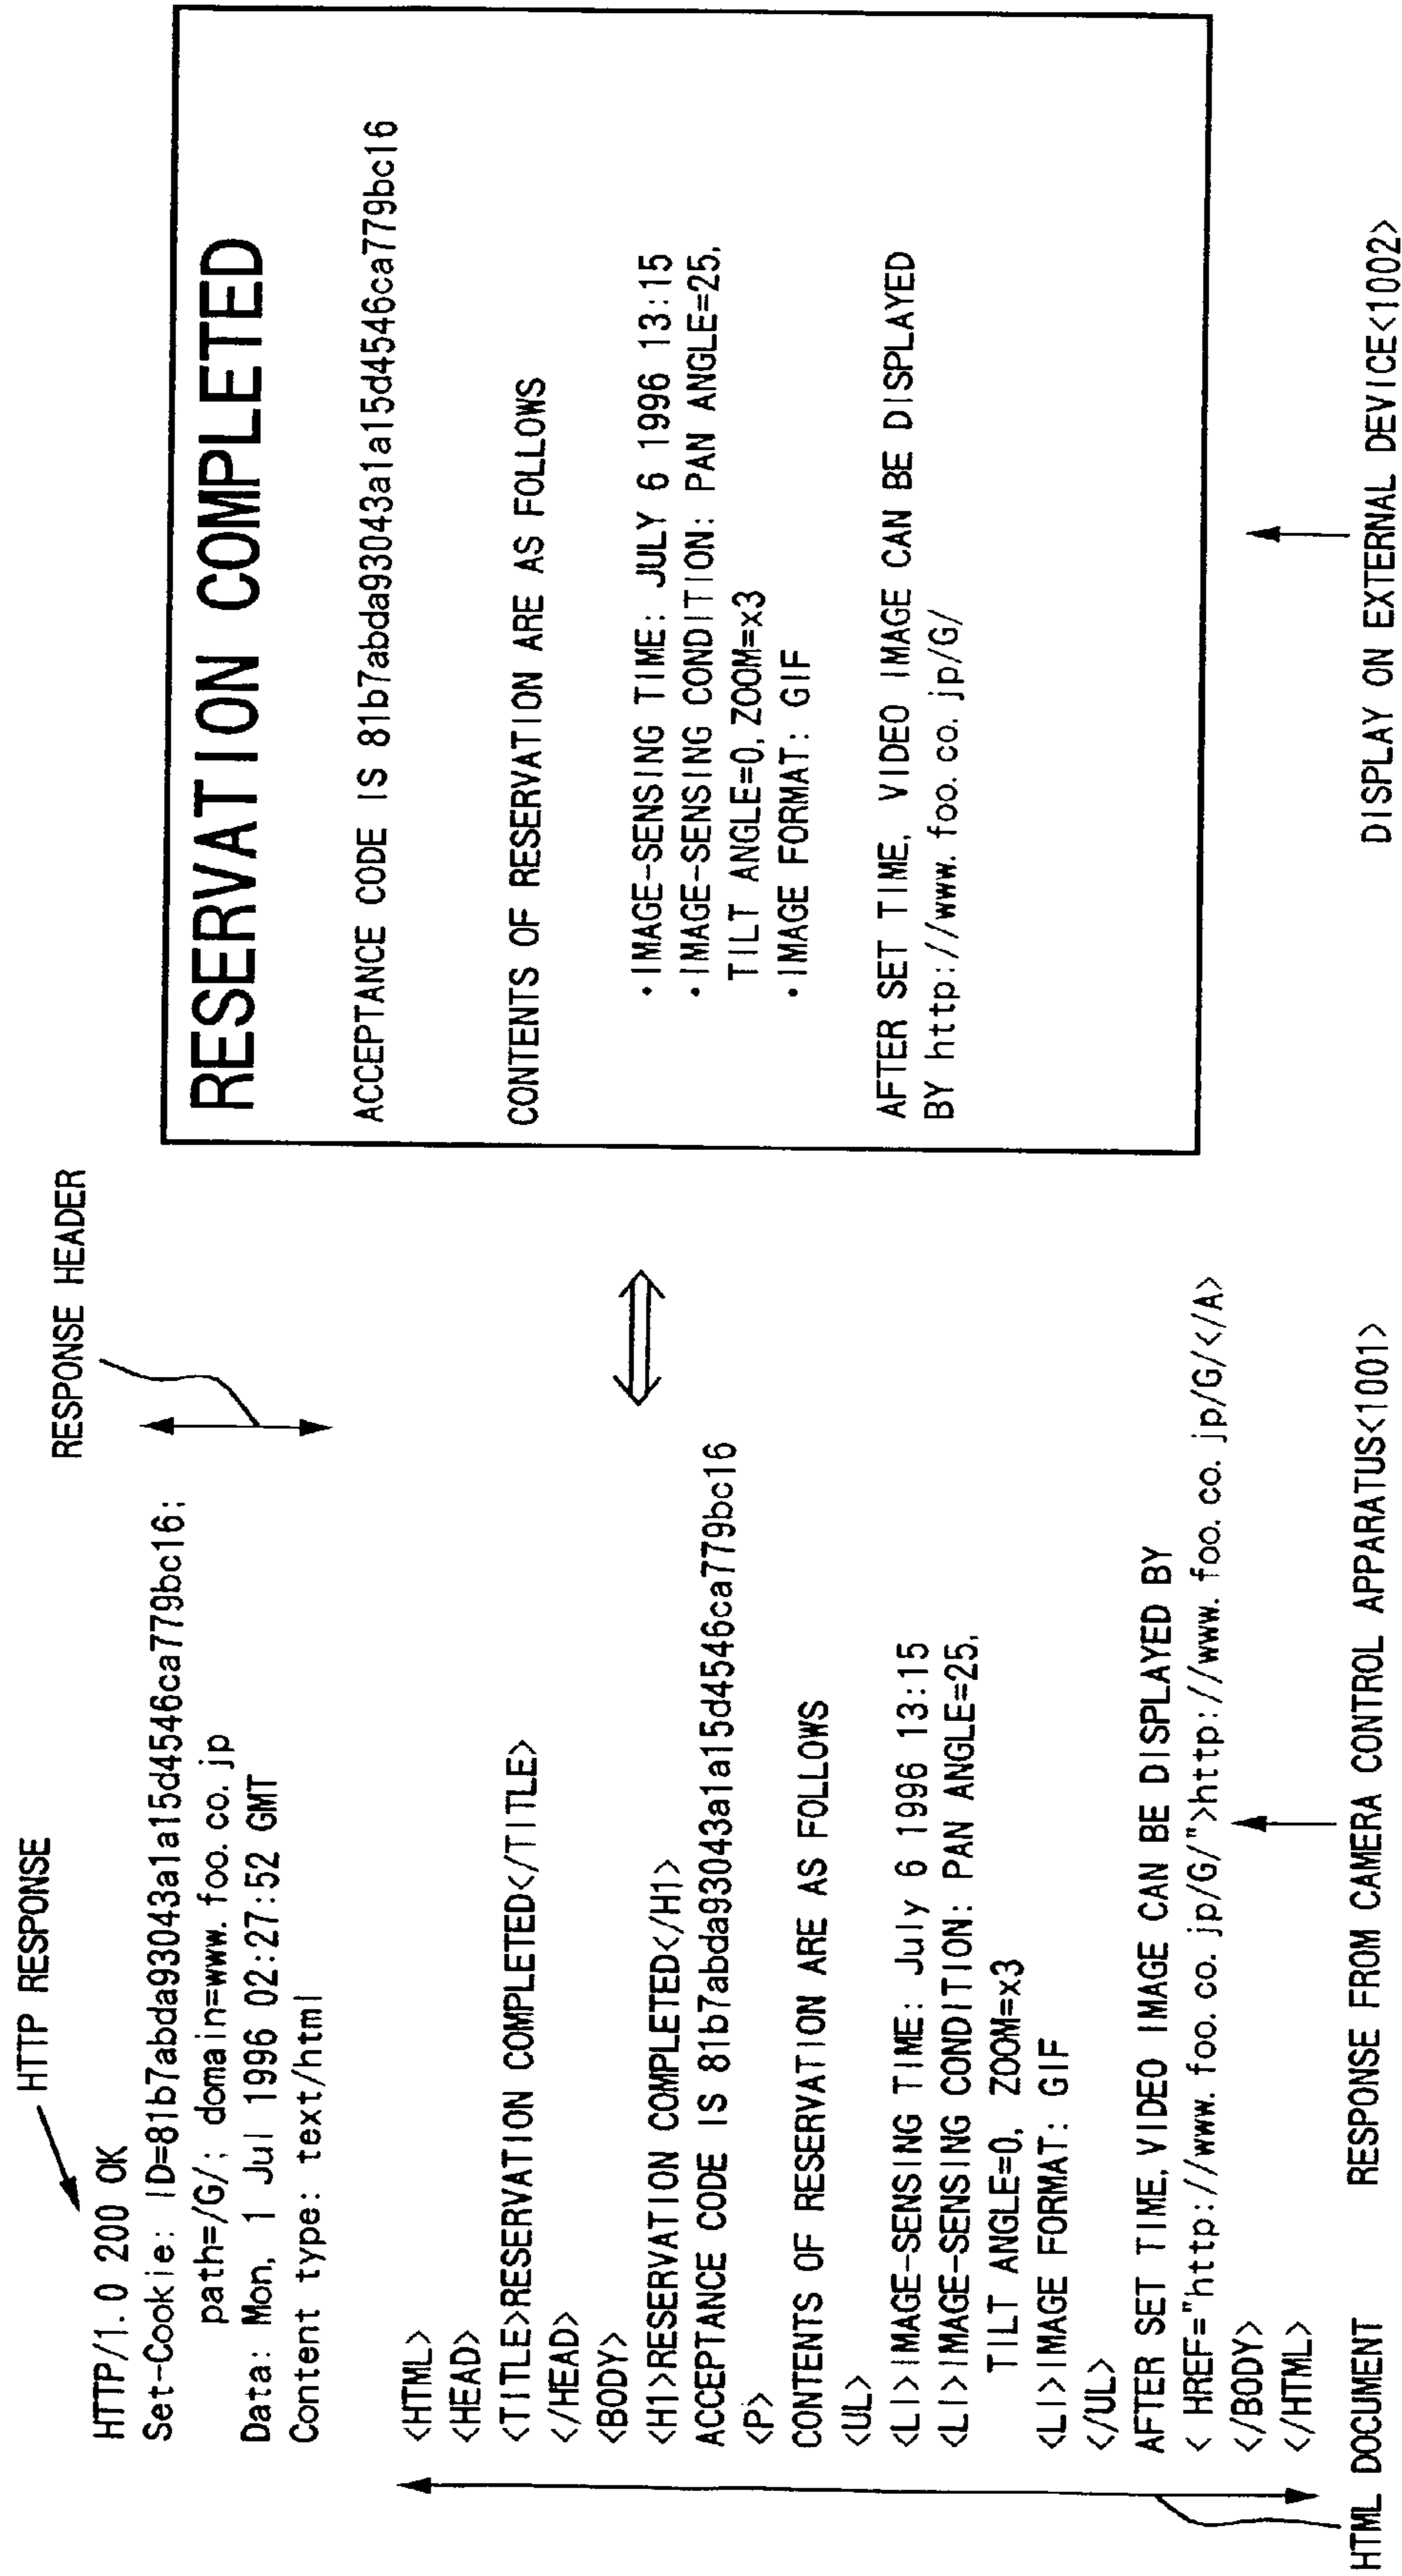 HTTP RESPONSE
RESPONSE HEADER
HTTP/1.0 200 OK
Set-Cookie: ID=81b7abda93043a1a15d4546ca779bc16;
path=/G/; domain=www.foo.co.jp
Data: Mon, 1 Jul 1996 02:27:52 GMT
Content type: text/html
<HTML>
<HEAD>
<TITLE>RESERVATION COMPLETED</TITLE>
</HEAD>
<BODY>
<H1>RESERVATION COMPLETED</H1>
ACCEPTANCE CODE IS 81b7abda93043a1a15d4546ca779bc16
<P>
CONTENTS OF RESERVATION ARE AS FOLLOWS
<UL>
<LI>IMAGE-SENSING TIME: July 6 1996 13:15
<LI>IMAGE-SENSING CONDITION: PAN ANGLE=25,
TILT ANGLE=0, ZOOM=x3
<LI>IMAGE FORMAT: GIF
</UL>
AFTER SET TIME, VIDEO IMAGE CAN BE DISPLAYED BY
< HREF="http://www.foo.co.jp/G/">http://www.foo.co.jp/G/</A>
</BODY>
</HTML>
HTML DOCUMENT
RESPONSE FROM CAMERA CONTROL APPARATUS<1001>
RESERVATION COMPLETED
ACCEPTANCE CODE IS 81b7abda93043a1a15d4546ca779bc16
CONTENTS OF RESERVATION ARE AS FOLLOWS
•IMAGE-SENSING TIME: JULY 6 1996 13:15
•IMAGE-SENSING CONDITION: PAN ANGLE=25,
TILT ANGLE=0, ZOOM=x3
•IMAGE FORMAT: GIF
AFTER SET TIME, VIDEO IMAGE CAN BE DISPLAYED
BY http://www.foo.co.jp/G/
DISPLAY ON EXTERNAL DEVICE<1002>